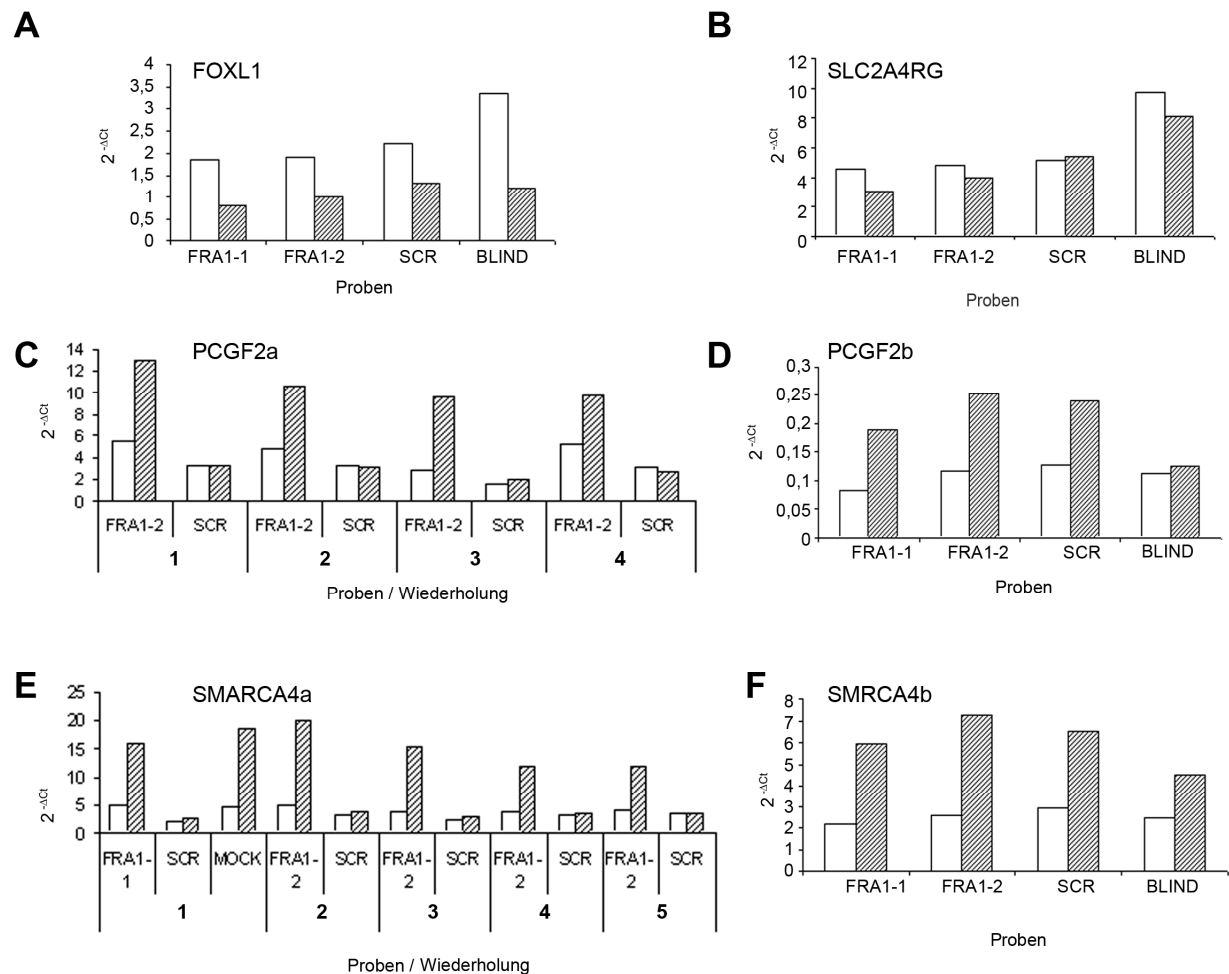 A
FOXL1
4
3,5
3
2,5
2
1,5
1
0,5
0
2 -ΔCt
FRA1-1 FRA1-2 SCR BLIND
Proben
B
SLC2A4RG
12
10
8
6
4
2
0
2 -ΔCt
FRA1-1 FRA1-2 SCR BLIND
Proben
C
PCGF2a
14
12
10
8
6
4
2
0
2 -ΔCt
FRA1-2 SCR FRA1-2 SCR FRA1-2 SCR FRA1-2 SCR
1 2 3 4
Proben / Wiederholung
D
PCGF2b
0,3
0,25
0,2
0,15
0,1
0,05
0
2 -ΔCt
FRA1-1 FRA1-2 SCR BLIND
Proben
E
SMARCA4a
25
20
15
10
5
0
2 -ΔCt
FRA1-1 SCR MOCK FRA1-2 SCR FRA1-2 SCR FRA1-2 SCR FRA1-2 SCR
1 2 3 4 5
Proben / Wiederholung
F
SMRCA4b
8
7
6
5
4
3
2
1
0
2 -ΔCt
FRA1-1 FRA1-2 SCR BLIND
Proben